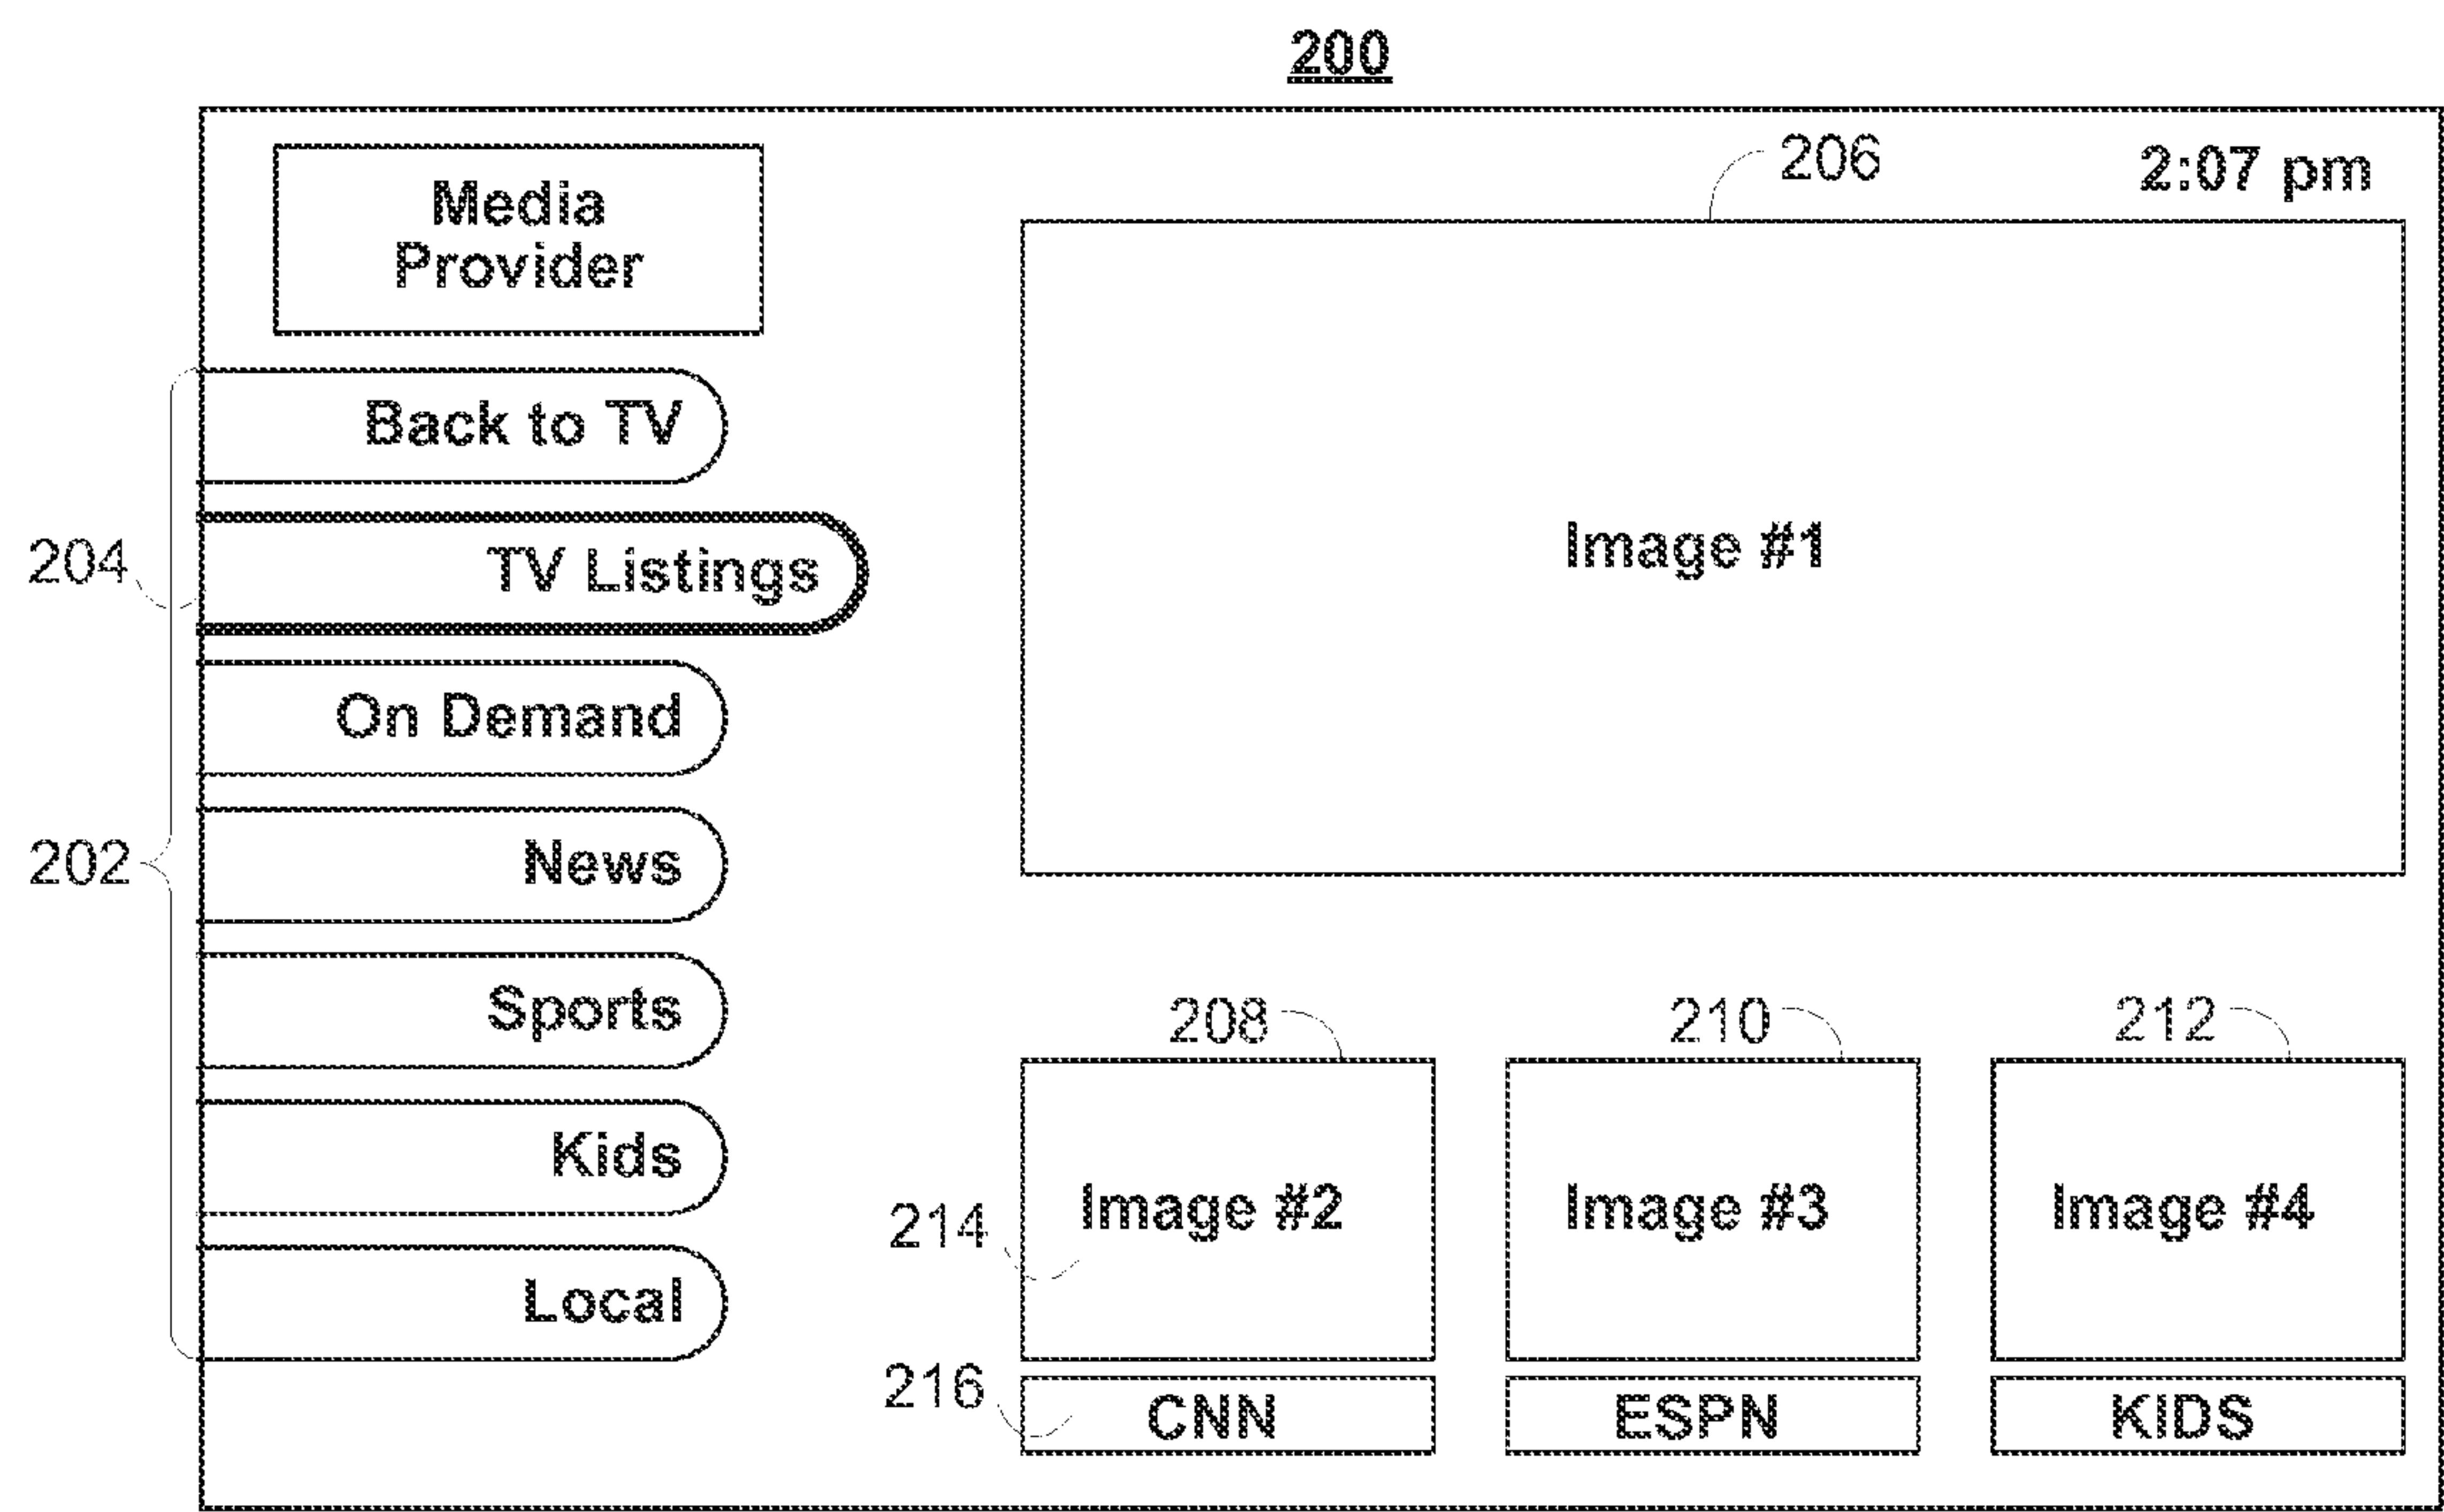 200
206
2:07 pm
Media
Provider
Back to TV
204
TV Listings
Image #1
On Demand
202
News
Sports
208
210
212
Kids
214
Image #2
Image #3
Image #4
Local
216
CNN
ESPN
KIDS